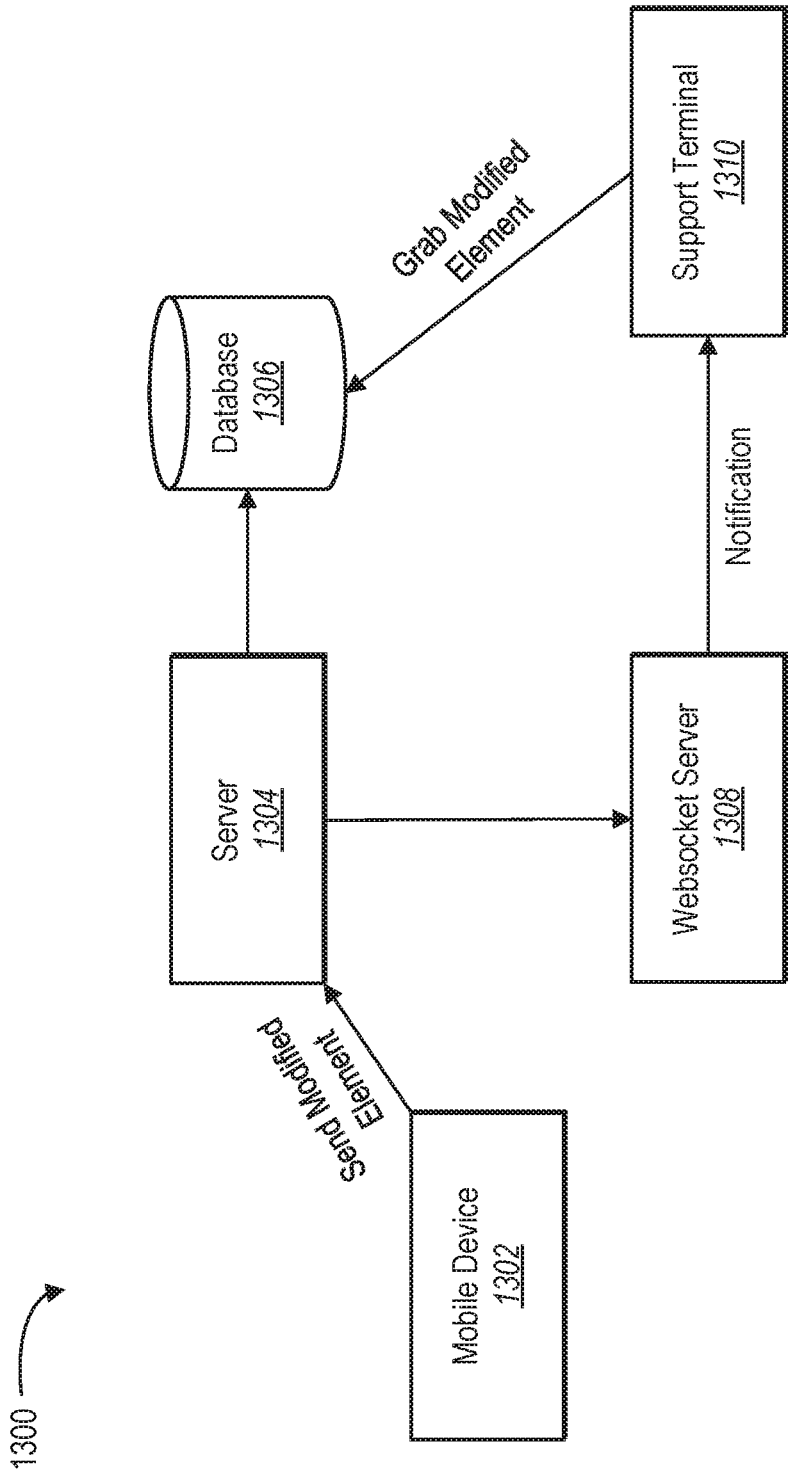 1300
Server
1304
Database
1306
Send Modified
Element
Grab Modified
Element
Mobile Device
1302
Websocket Server
1308
Notification
Support Terminal
1310